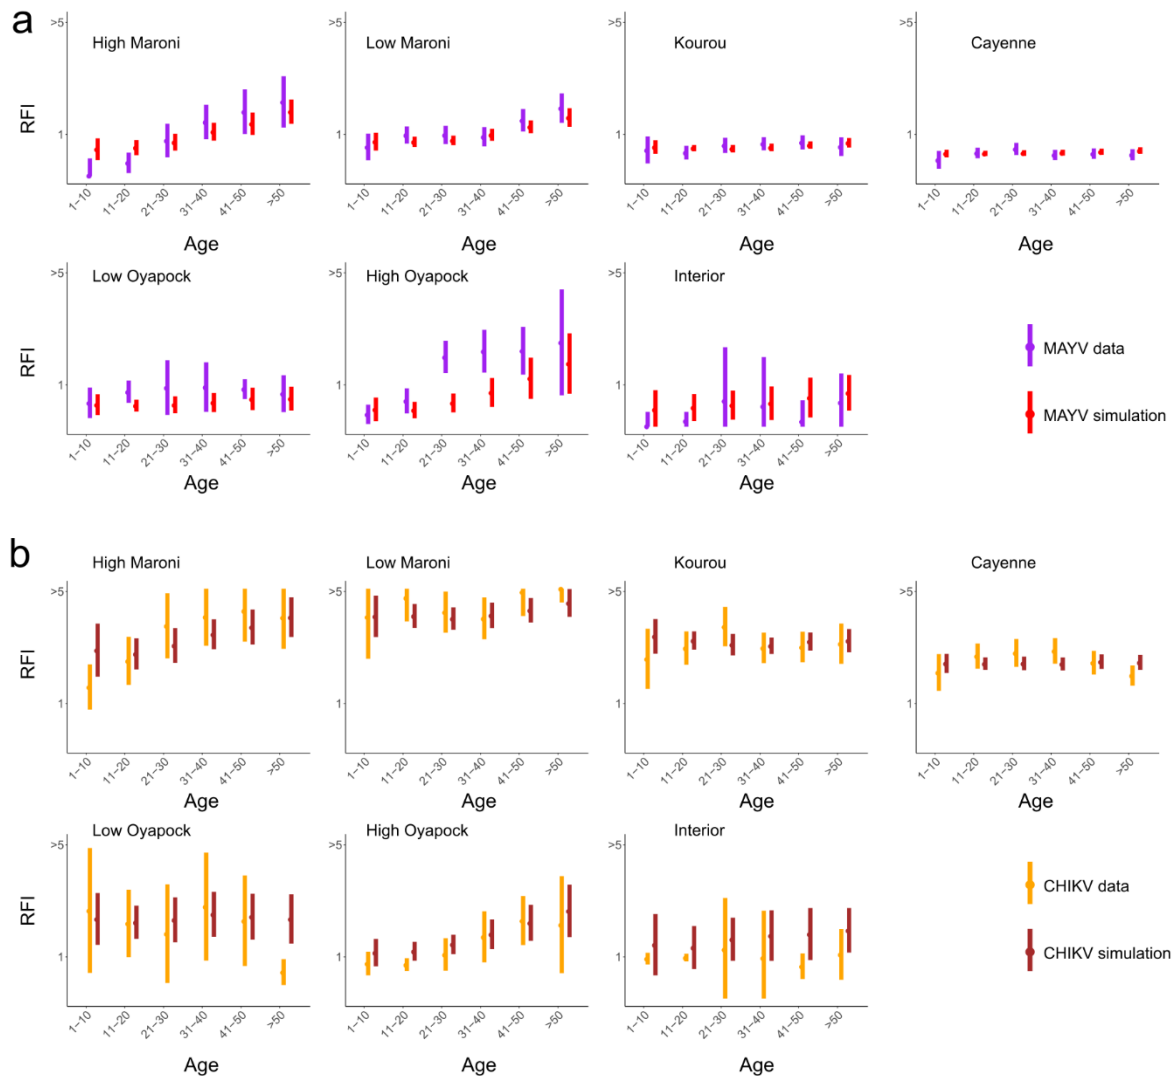 a
High Maroni
Low Maroni
Kourou
Cayenne
>5
>5
>5
>5
RFI
1
1
1
1
1−10
11−20
21−30
31−40
41−50
>50
1−10
11−20
21−30
31−40
41−50
>50
1−10
11−20
21−30
31−40
41−50
>50
1−10
11−20
21−30
31−40
41−50
>50
Age
Age
Age
Age
Low Oyapock
High Oyapock
Interior
>5
>5
>5
RFI
1
1
1
MAYV data
MAYV simulation
1−10
11−20
21−30
31−40
41−50
>50
1−10
11−20
21−30
31−40
41−50
>50
1−10
11−20
21−30
31−40
41−50
>50
Age
Age
Age
b
High Maroni
Low Maroni
Kourou
Cayenne
>5
>5
>5
>5
RFI
1
1
1
1
1−10
11−20
21−30
31−40
41−50
>50
1−10
11−20
21−30
31−40
41−50
>50
1−10
11−20
21−30
31−40
41−50
>50
1−10
11−20
21−30
31−40
41−50
>50
Age
Age
Age
Age
Low Oyapock
High Oyapock
Interior
>5
>5
>5
RFI
1
1
1
CHIKV data
CHIKV simulation
1−10
11−20
21−30
31−40
41−50
>50
1−10
11−20
21−30
31−40
41−50
>50
1−10
11−20
21−30
31−40
41−50
>50
Age
Age
Age